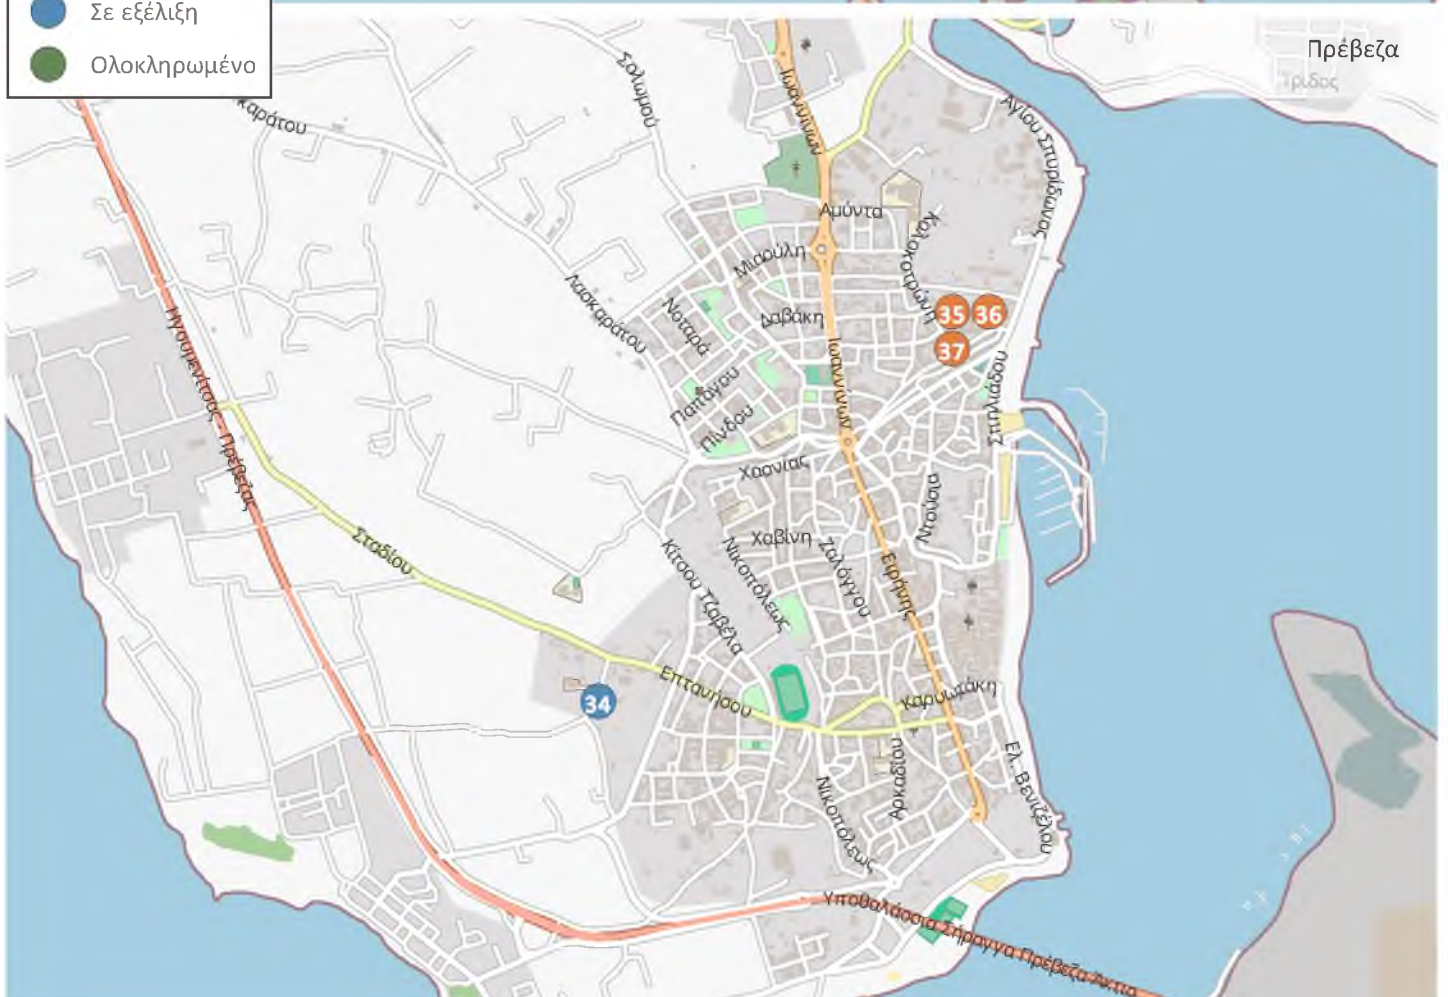 Σε εξέλιξη
Ολοκληρωμένο
Πρέβεζα
καράτου
Σολωμού
Ιωαννίνων
Αγίου Σπυρίδωνος
Αμύντα
Κολοκοτρώνη
Μιαούλη
Λασκαράτου
Νοταρά
Δαβάκη
35
36
37
Ηγουμενίτσας - Πρέβεζας
Ιωαννίνων
Σπηλιάδου
Παπάγου
Πίνδου
Χαονίας
Ντούσια
Σταδίου
Κίτσου Τζαβέλα
Νικοπόλεως
Χαβίνη
Ζαλόγγου
Ειρήνης
Επτανήσου
34
Καρυωτάκη
Νικοπόλεως
Αρκαδίου
Ελ. Βενιζέλου
Υποθαλάσσια Σήραγγα Πρέβεζα Άκτιο